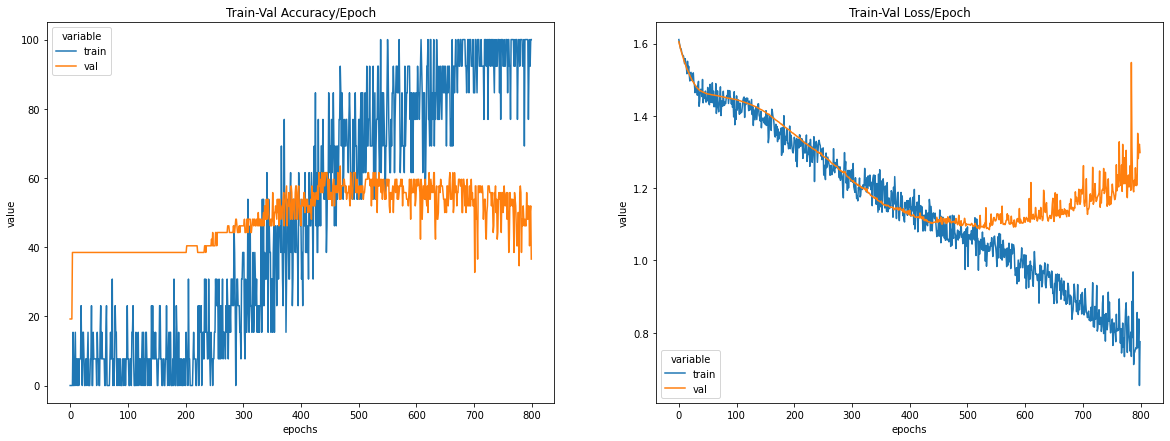 Train-Val Accuracy/Epoch
variable
train
val
100
80
60
40
20
0
value
0 100 200 300 400 500 600 700 800
epochs
Train-Val Loss/Epoch
1.6
1.4
1.2
1.0
0.8
value
variable
train
val
0 100 200 300 400 500 600 700 800
epochs